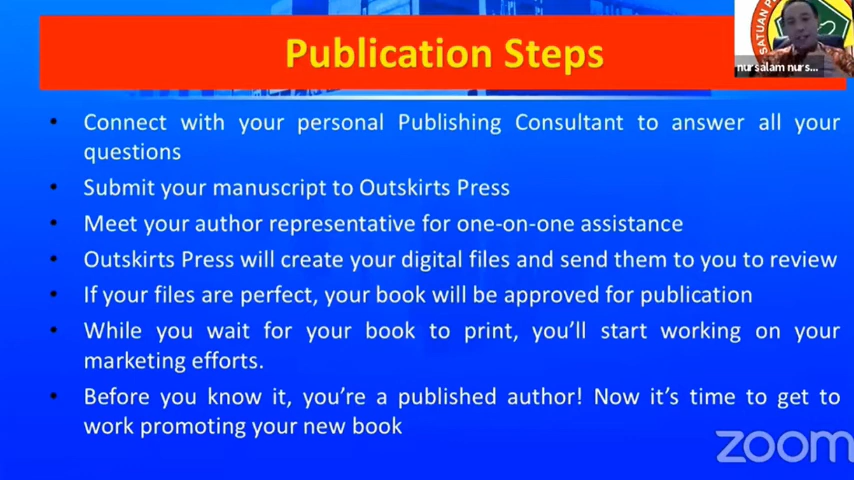 Publication Steps
SATUAN P
nursalam nurs...
• Connect with your personal Publishing Consultant to answer all your
questions
• Submit your manuscript to Outskirts Press
• Meet your author representative for one-on-one assistance
• Outskirts Press will create your digital files and send them to you to review
• If your files are perfect, your book will be approved for publication
• While you wait for your book to print, you’ll start working on your
marketing efforts.
• Before you know it, you’re a published author! Now it’s time to get to
work promoting your new book
zoom